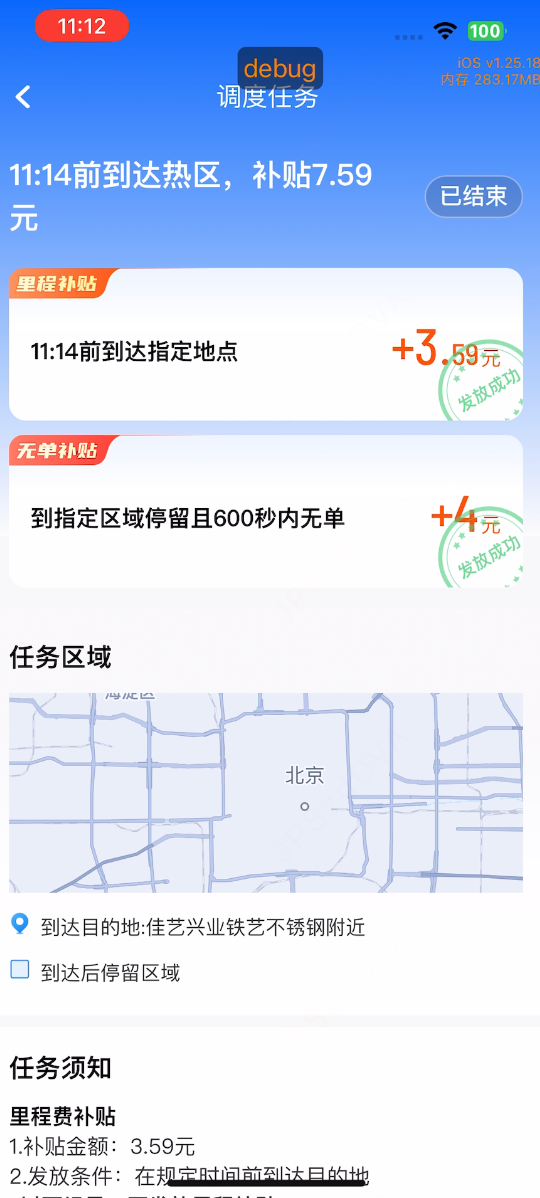 11:12
100
debug
iOS v1.25.18
内存 283.17MB
调度任务
11:14前到达热区，补贴7.59
元
已结束
里程补贴
11:14前到达指定地点
+3.59元
发放成功
无单补贴
到指定区域停留且600秒内无单
+4元
发放成功
任务区域
海淀区
北京
到达目的地:佳艺兴业铁艺不锈钢附近
到达后停留区域
任务须知
里程费补贴
1.补贴金额：3.59元
2.发放条件：在规定时间前到达目的地